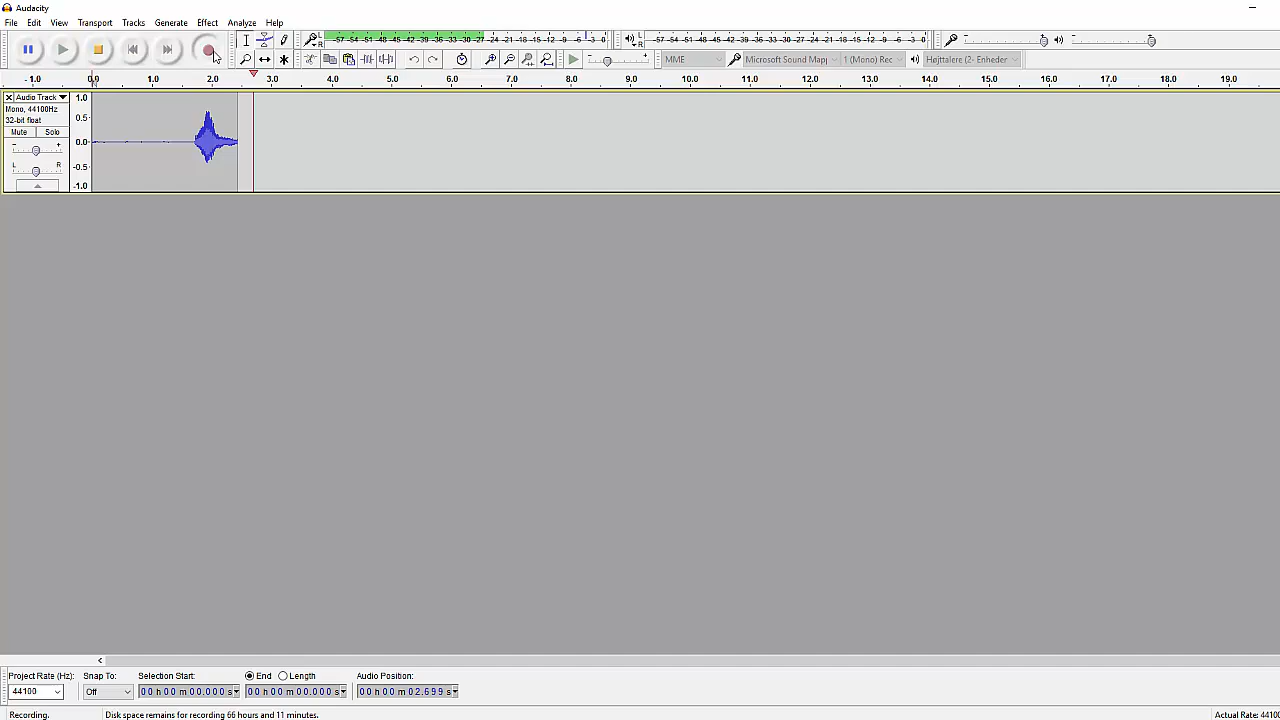 Audacity
File Edit View Transport Tracks Generate Effect Analyze Help
L R -57 -54 -51 -48 -45 -42 -39 -36 -33 -30 -27 -24 -21 -18 -15 -12 -9 -6 -3 0 L R -57 -54 -51 -48 -45 -42 -39 -36 -33 -30 -27 -24 -21 -18 -15 -12 -9 -6 -3 0
MME Microsoft Sound Mapp 1 (Mono) Rec Højttalere (2- Enheder
- 1.0 0.0 1.0 2.0 3.0 4.0 5.0 6.0 7.0 8.0 9.0 10.0 11.0 12.0 13.0 14.0 15.0 16.0 17.0 18.0 19.0
Audio Track 1.0
Mono, 44100Hz
32-bit float 0.5
Mute Solo
- + 0.0
L R -0.5
-1.0
Project Rate (Hz): Snap To: Selection Start: End Length Audio Position:
44100 Off 00 h 00 m 00.000 s 00 h 00 m 00.000 s 00 h 00 m 02.699 s
Recording. Disk space remains for recording 66 hours and 11 minutes. Actual Rate: 4410